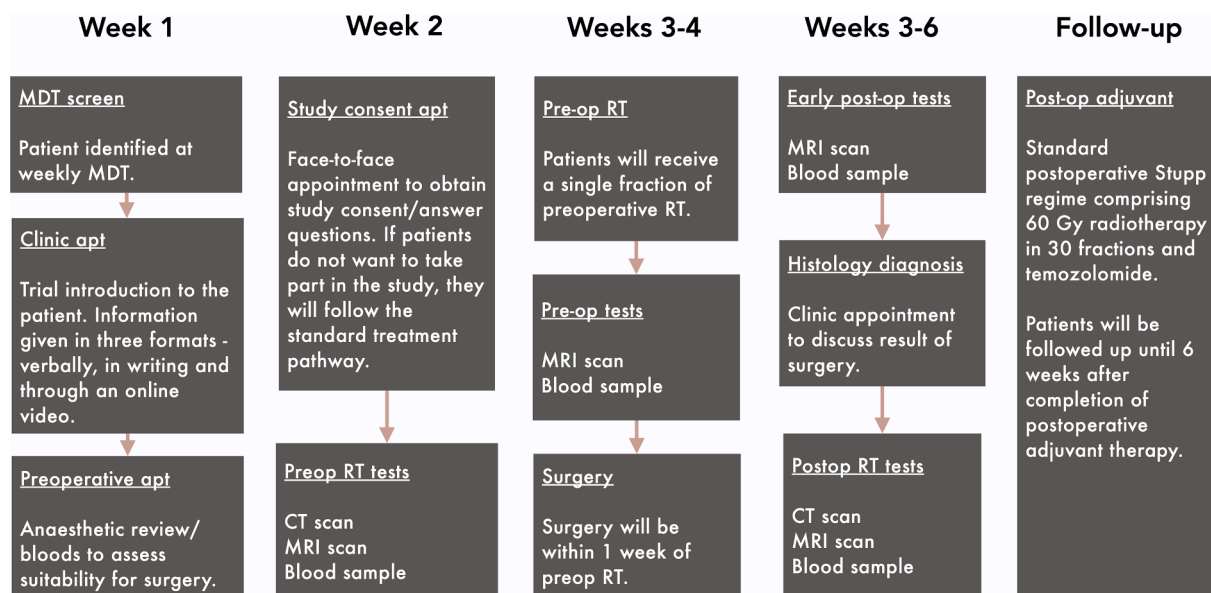 Week 1
MDT screen
Patient identified at
weekly MDT.
Clinic apt
Trial introduction to the
patient. Information
given in three formats -
verbally, in writing and
through an online
video.
Preoperative apt
Anaesthetic review/
bloods to assess
suitability for surgery.
Week 2
Study consent apt
Face-to-face
appointment to obtain
study consent/answer
questions. If patients
do not want to take
part in the study, they
will follow the
standard treatment
pathway.
Preop RT tests
CT scan
MRI scan
Blood sample
Weeks 3-4
Pre-op RT
Patients will receive
a single fraction of
preoperative RT.
Pre-op tests
MRI scan
Blood sample
Surgery
Surgery will be
within 1 week of
preop RT.
Weeks 3-6
Early post-op tests
MRI scan
Blood sample
Histology diagnosis
Clinic appointment
to discuss result of
surgery.
Postop RT tests
CT scan
MRI scan
Blood sample
Follow-up
Post-op adjuvant
Standard
postoperative Stupp
regime comprising
60 Gy radiotherapy
in 30 fractions and
temozolomide.
Patients will be
followed up until 6
weeks after
completion of
postoperative
adjuvant therapy.